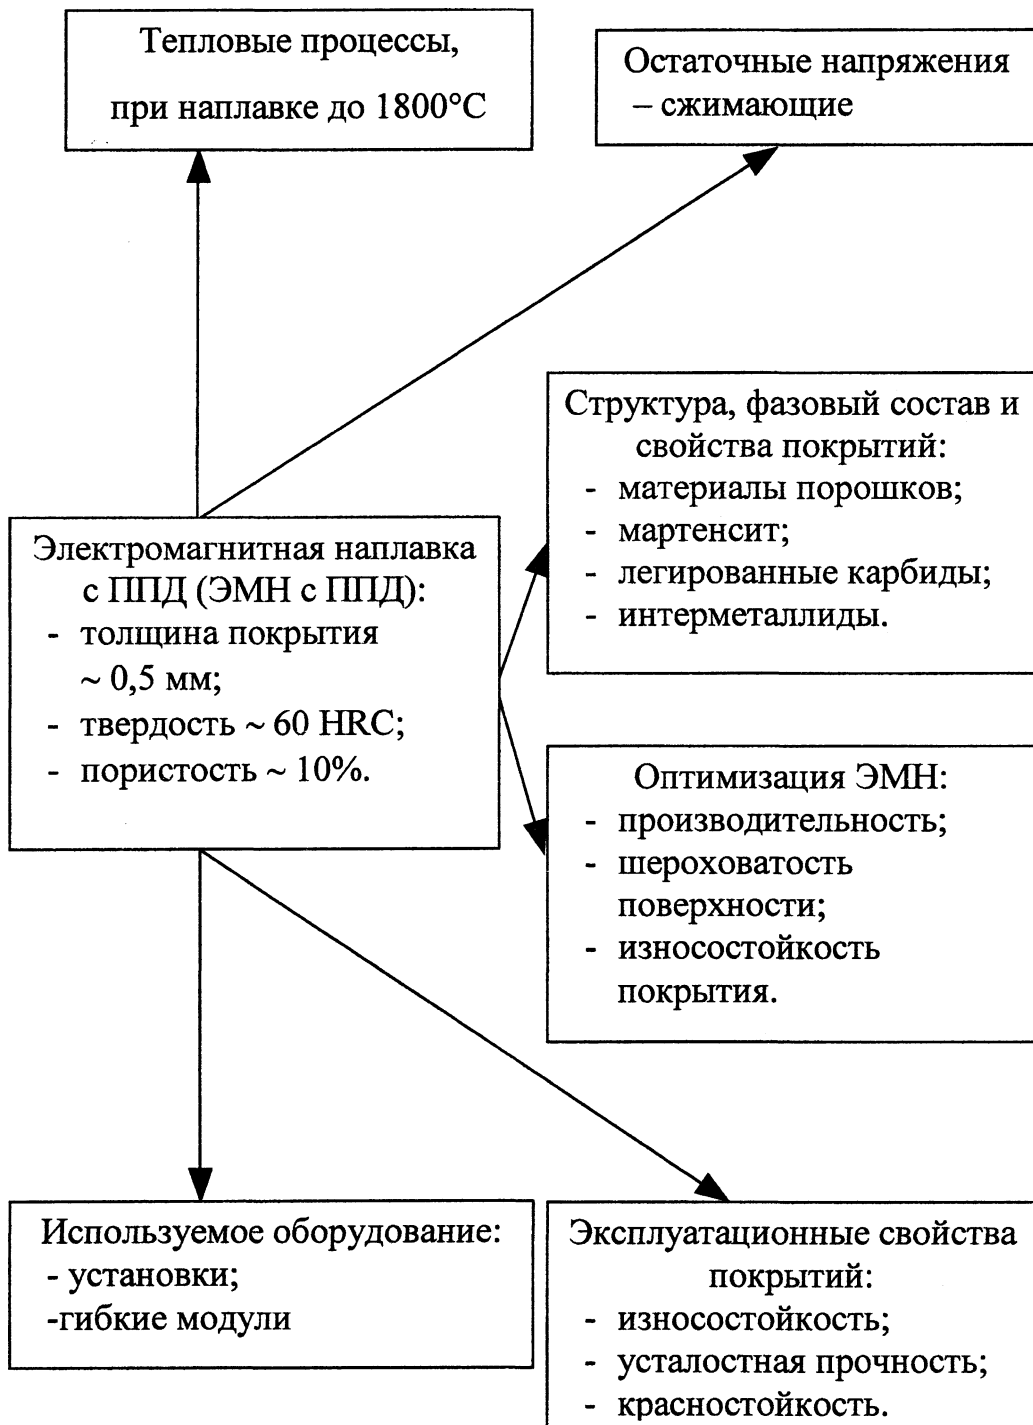 Тепловые процессы,
при наплавке до 1800°С
Остаточные напряжения
– сжимающие
Структура, фазовый состав и
свойства покрытий:
- материалы порошков;
- мартенсит;
- легированные карбиды;
- интерметаллиды.
Электромагнитная наплавка
с ППД (ЭМН с ППД):
- толщина покрытия
~ 0,5 мм;
- твердость ~ 60 HRC;
- пористость ~ 10%.
Оптимизация ЭМН:
- производительность;
- шероховатость
поверхности;
- износостойкость
покрытия.
Используемое оборудование:
- установки;
-гибкие модули
Эксплуатационные свойства
покрытий:
- износостойкость;
- усталостная прочность;
- красностойкость.